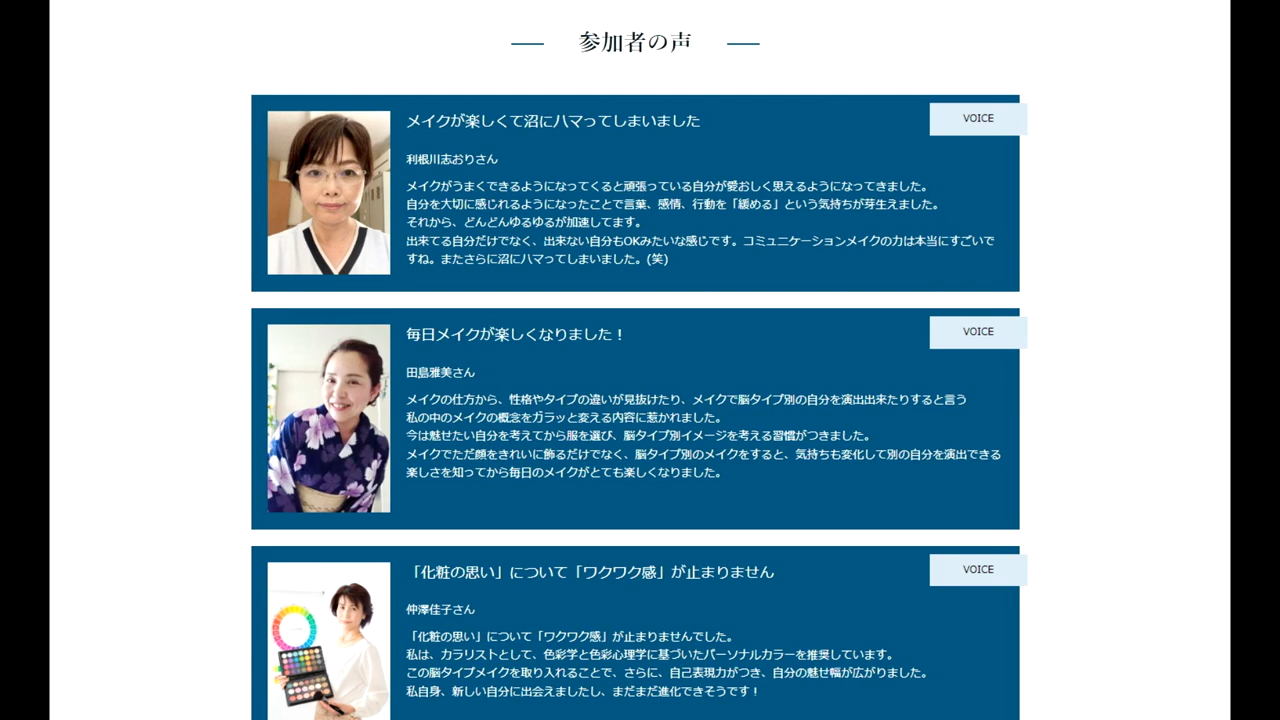 参加者の声
メイクが楽しくて沼にハマってしまいました
VOICE
利根川志おりさん
メイクがうまくできるようになってくると頑張っている自分が愛おしく思えるようになってきました。
自分を大切に感じれるようになったことで言葉、感情、行動を「緩める」という気持ちが芽生えました。
それから、どんどんゆるゆるが加速してます。
出来てる自分だけでなく、出来ない自分もOKみたいな感じです。コミュニケーションメイクの力は本当にすごいで
すね。またさらに沼にハマってしまいました。(笑)
毎日メイクが楽しくなりました！
VOICE
田島雅美さん
メイクの仕方から、性格やタイプの違いが見抜けたり、メイクで脳タイプ別の自分を演出出来たりすると言う
私の中のメイクの概念をガラッと変える内容に惹かれました。
今は魅せたい自分を考えてから服を選び、脳タイプ別イメージを考える習慣がつきました。
メイクでただ顔をきれいに飾るだけでなく、脳タイプ別のメイクをすると、気持ちも変化して別の自分を演出できる
楽しさを知ってから毎日のメイクがとても楽しくなりました。
「化粧の思い」について「ワクワク感」が止まりません
VOICE
仲澤佳子さん
「化粧の思い」について「ワクワク感」が止まりませんでした。
私は、カラリストとして、色彩学と色彩心理学に基づいたパーソナルカラーを推奨しています。
この脳タイプメイクを取り入れることで、さらに、自己表現力がつき、自分の魅せ幅が広がりました。
私自身、新しい自分に出会えましたし、まだまだ進化できそうです！